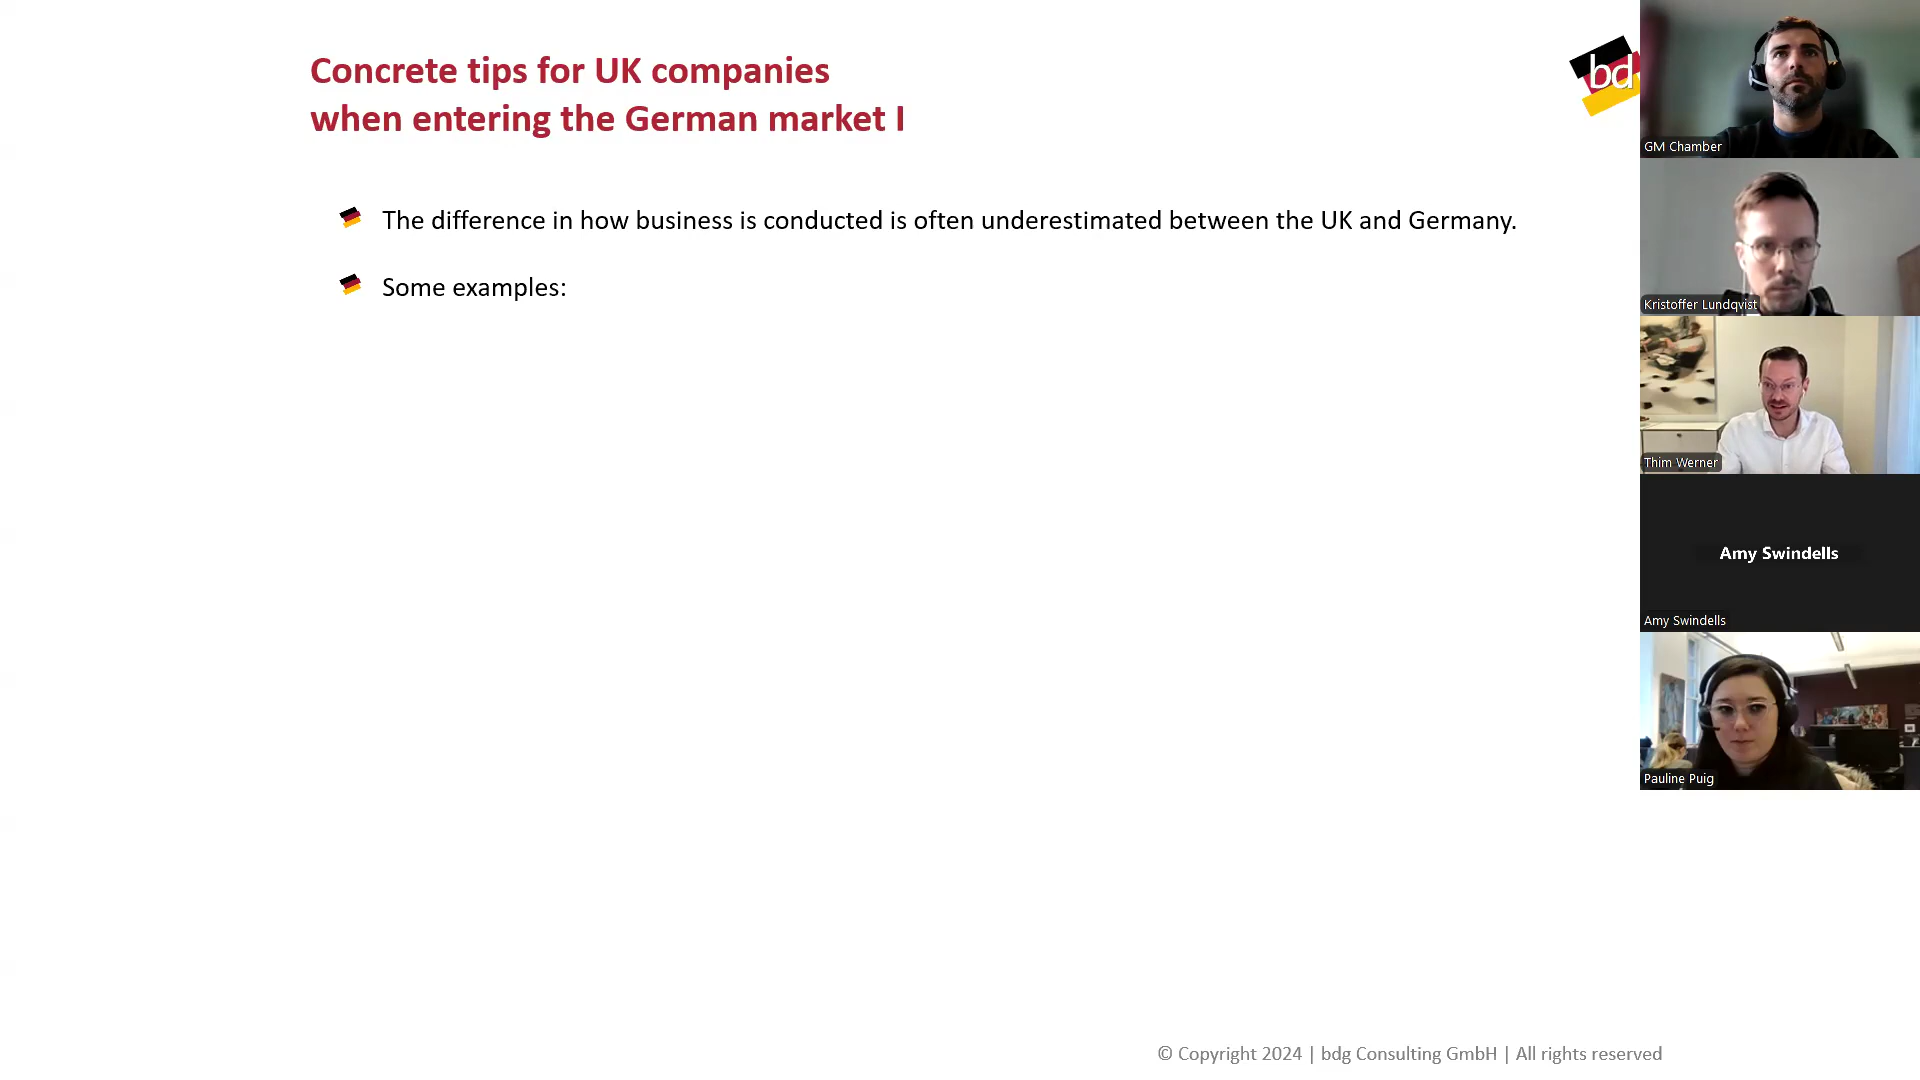 Concrete tips for UK companies
when entering the German market I
bd
The difference in how business is conducted is often underestimated between the UK and Germany.
Some examples:
© Copyright 2024 | bdg Consulting GmbH | All rights reserved
GM Chamber
Kristoffer Lundqvist
Thim Werner
Amy Swindells
Amy Swindells
Pauline Puig